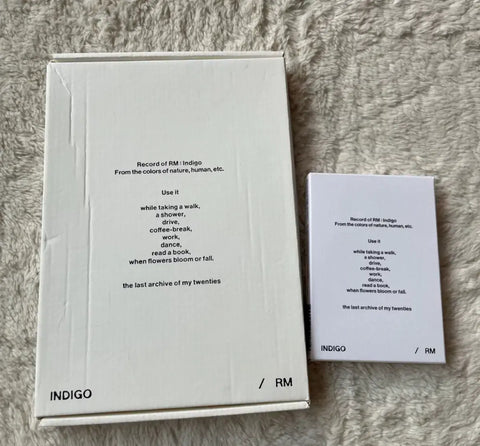 Record of RM : Indigo
From the colors of nature, human, etc.
Use it
while taking a walk,
a shower,
drive,
coffee-break,
work,
dance,
read a book,
when flowers bloom or fall.
the last archive of my twenties
INDIGO / RM
Record of RM : Indigo
From the colors of nature, human, etc.
Use it
while taking a walk,
a shower,
drive,
coffee-break,
work,
dance,
read a book,
when flowers bloom or fall.
the last archive of my twenties
INDIGO / RM